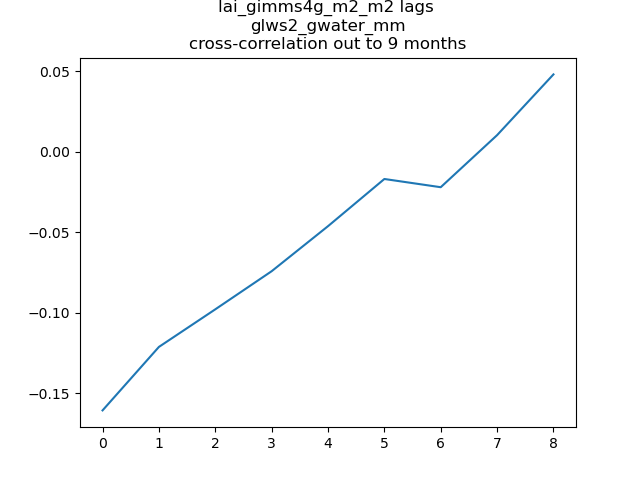 lai_gimms4g_m2_m2 lags
glws2_gwater_mm
cross-correlation out to 9 months
0.05
0.00
−0.05
−0.10
−0.15
0 1 2 3 4 5 6 7 8